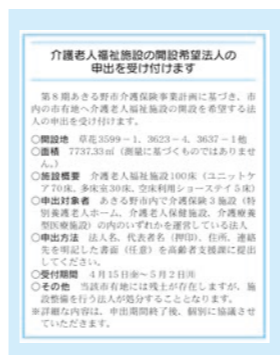 介護老人福祉施設の開設希望法人の
申出を受け付けます
第8期あきる野市介護保険事業計画に基づき、市
内の市有地へ介護老人福祉施設の開設を希望する法
人の申出を受け付けます。
○開設地　草花3599－1、3623－4、3637－1他
○面積　7737.33㎡（測量に基づくものではありませ
ん。）
○施設概要　介護老人福祉施設100床（ユニットケ
ア70床、多床室30床、空床利用ショートステイ5床）
○申出対象者　あきる野市内で介護保険3施設（特
別養護老人ホーム、介護老人保健施設、介護療養
型医療施設）の内のいずれかを運営している法人
○申出方法　法人名、代表者名（押印）、住所、連絡
先を明記した書面（任意）を高齢者支援課に提出
してください。
○受付期間　4月15日㊎～5月2日㊊
○その他　当該市有地には残土が存在しますが、施
設整備を行う法人が処分することとなります。
※詳細な内容は、申出期間終了後、個別に協議させ
ていただきます。